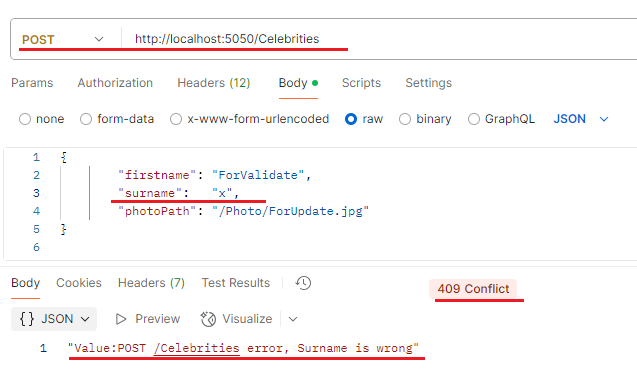 POST http://localhost:5050/Celebrities
Params Authorization Headers (12) Body Scripts Settings
none form-data x-www-form-urlencoded raw binary GraphQL JSON
1 {
2 "firstname": "ForValidate",
3 "surname": "x",
4 "photoPath": "/Photo/ForUpdate.jpg"
5 }
6
Body Cookies Headers (7) Test Results 409 Conflict
{} JSON Preview Visualize
1 "Value:POST /Celebrities error, Surname is wrong"